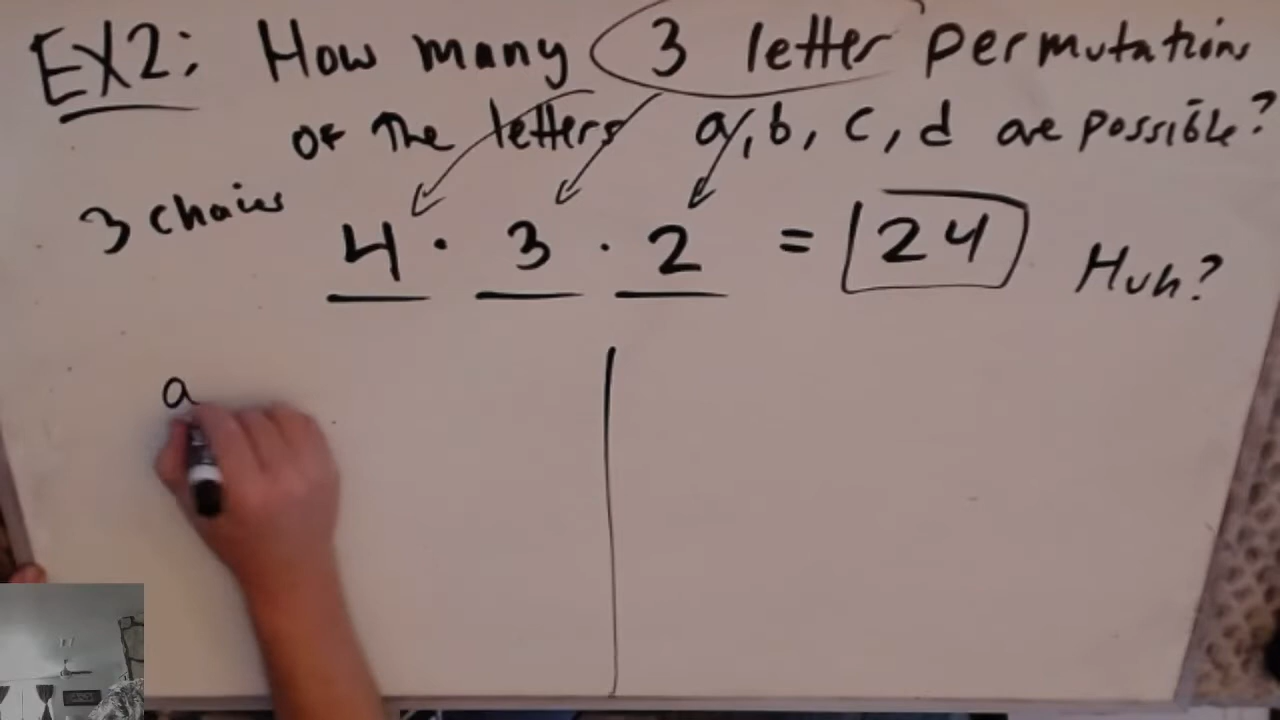 EX2: How many 3 letter permutations
of the letters a, b, c, d are possible?
3 chairs
4 · 3 · 2 = 24 Huh?
a